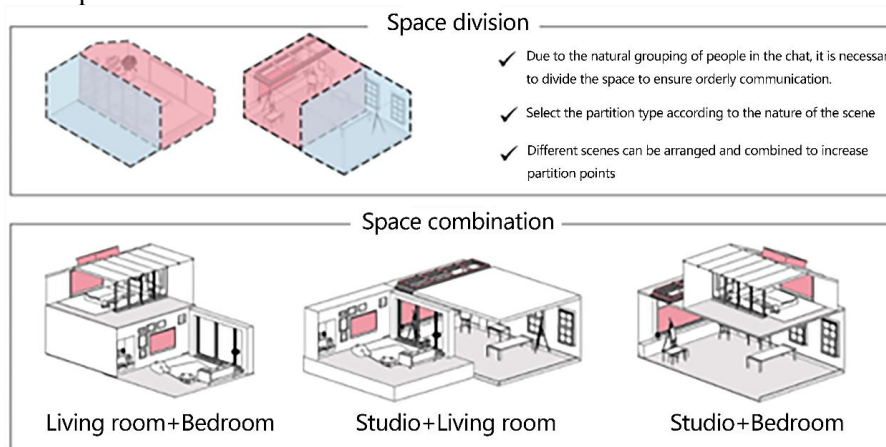 Space division
✓ Due to the natural grouping of people in the chat, it is necessa
to divide the space to ensure orderly communication.
✓ Select the partition type according to the nature of the scene
✓ Different scenes can be arranged and combined to increase
partition points
Space combination
Living room+Bedroom
Studio+Living room
Studio+Bedroom